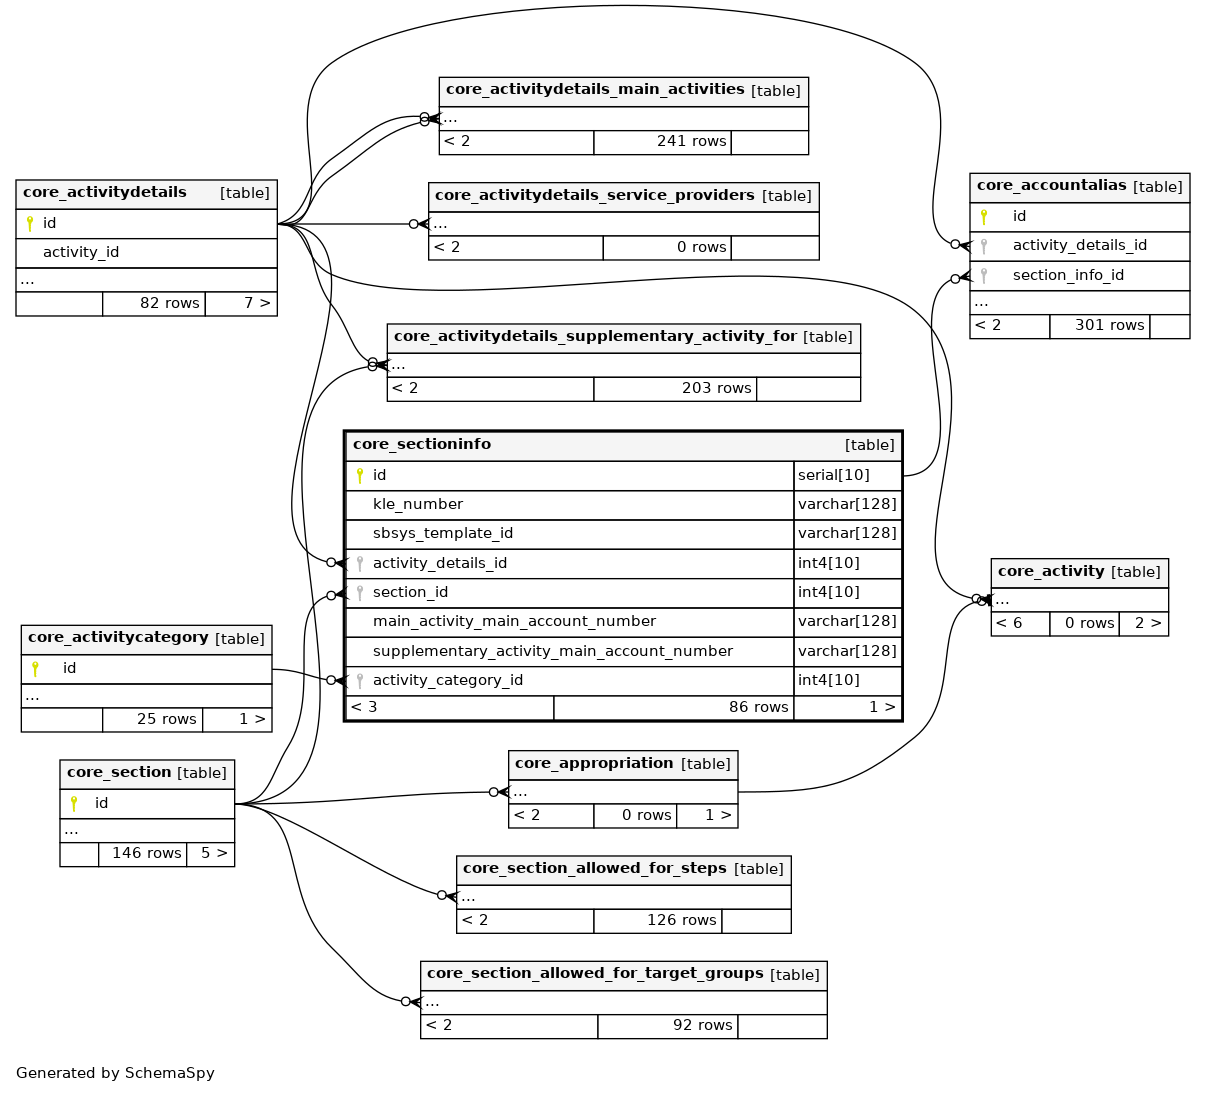 core_activitydetails_main_activities [table]
...
< 2 241 rows
core_activitydetails [table]
id
activity_id
...
82 rows 7 >
core_activitydetails_service_providers [table]
...
< 2 0 rows
core_accountalias [table]
id
activity_details_id
section_info_id
...
< 2 301 rows
core_activitydetails_supplementary_activity_for [table]
...
< 2 203 rows
core_sectioninfo [table]
id serial[10]
kle_number varchar[128]
sbsys_template_id varchar[128]
activity_details_id int4[10]
section_id int4[10]
main_activity_main_account_number varchar[128]
supplementary_activity_main_account_number varchar[128]
activity_category_id int4[10]
< 3 86 rows 1 >
core_activity [table]
...
< 6 0 rows 2 >
core_activitycategory [table]
id
...
25 rows 1 >
core_section [table]
id
...
146 rows 5 >
core_appropriation [table]
...
< 2 0 rows 1 >
core_section_allowed_for_steps [table]
...
< 2 126 rows
core_section_allowed_for_target_groups [table]
...
< 2 92 rows
Generated by SchemaSpy